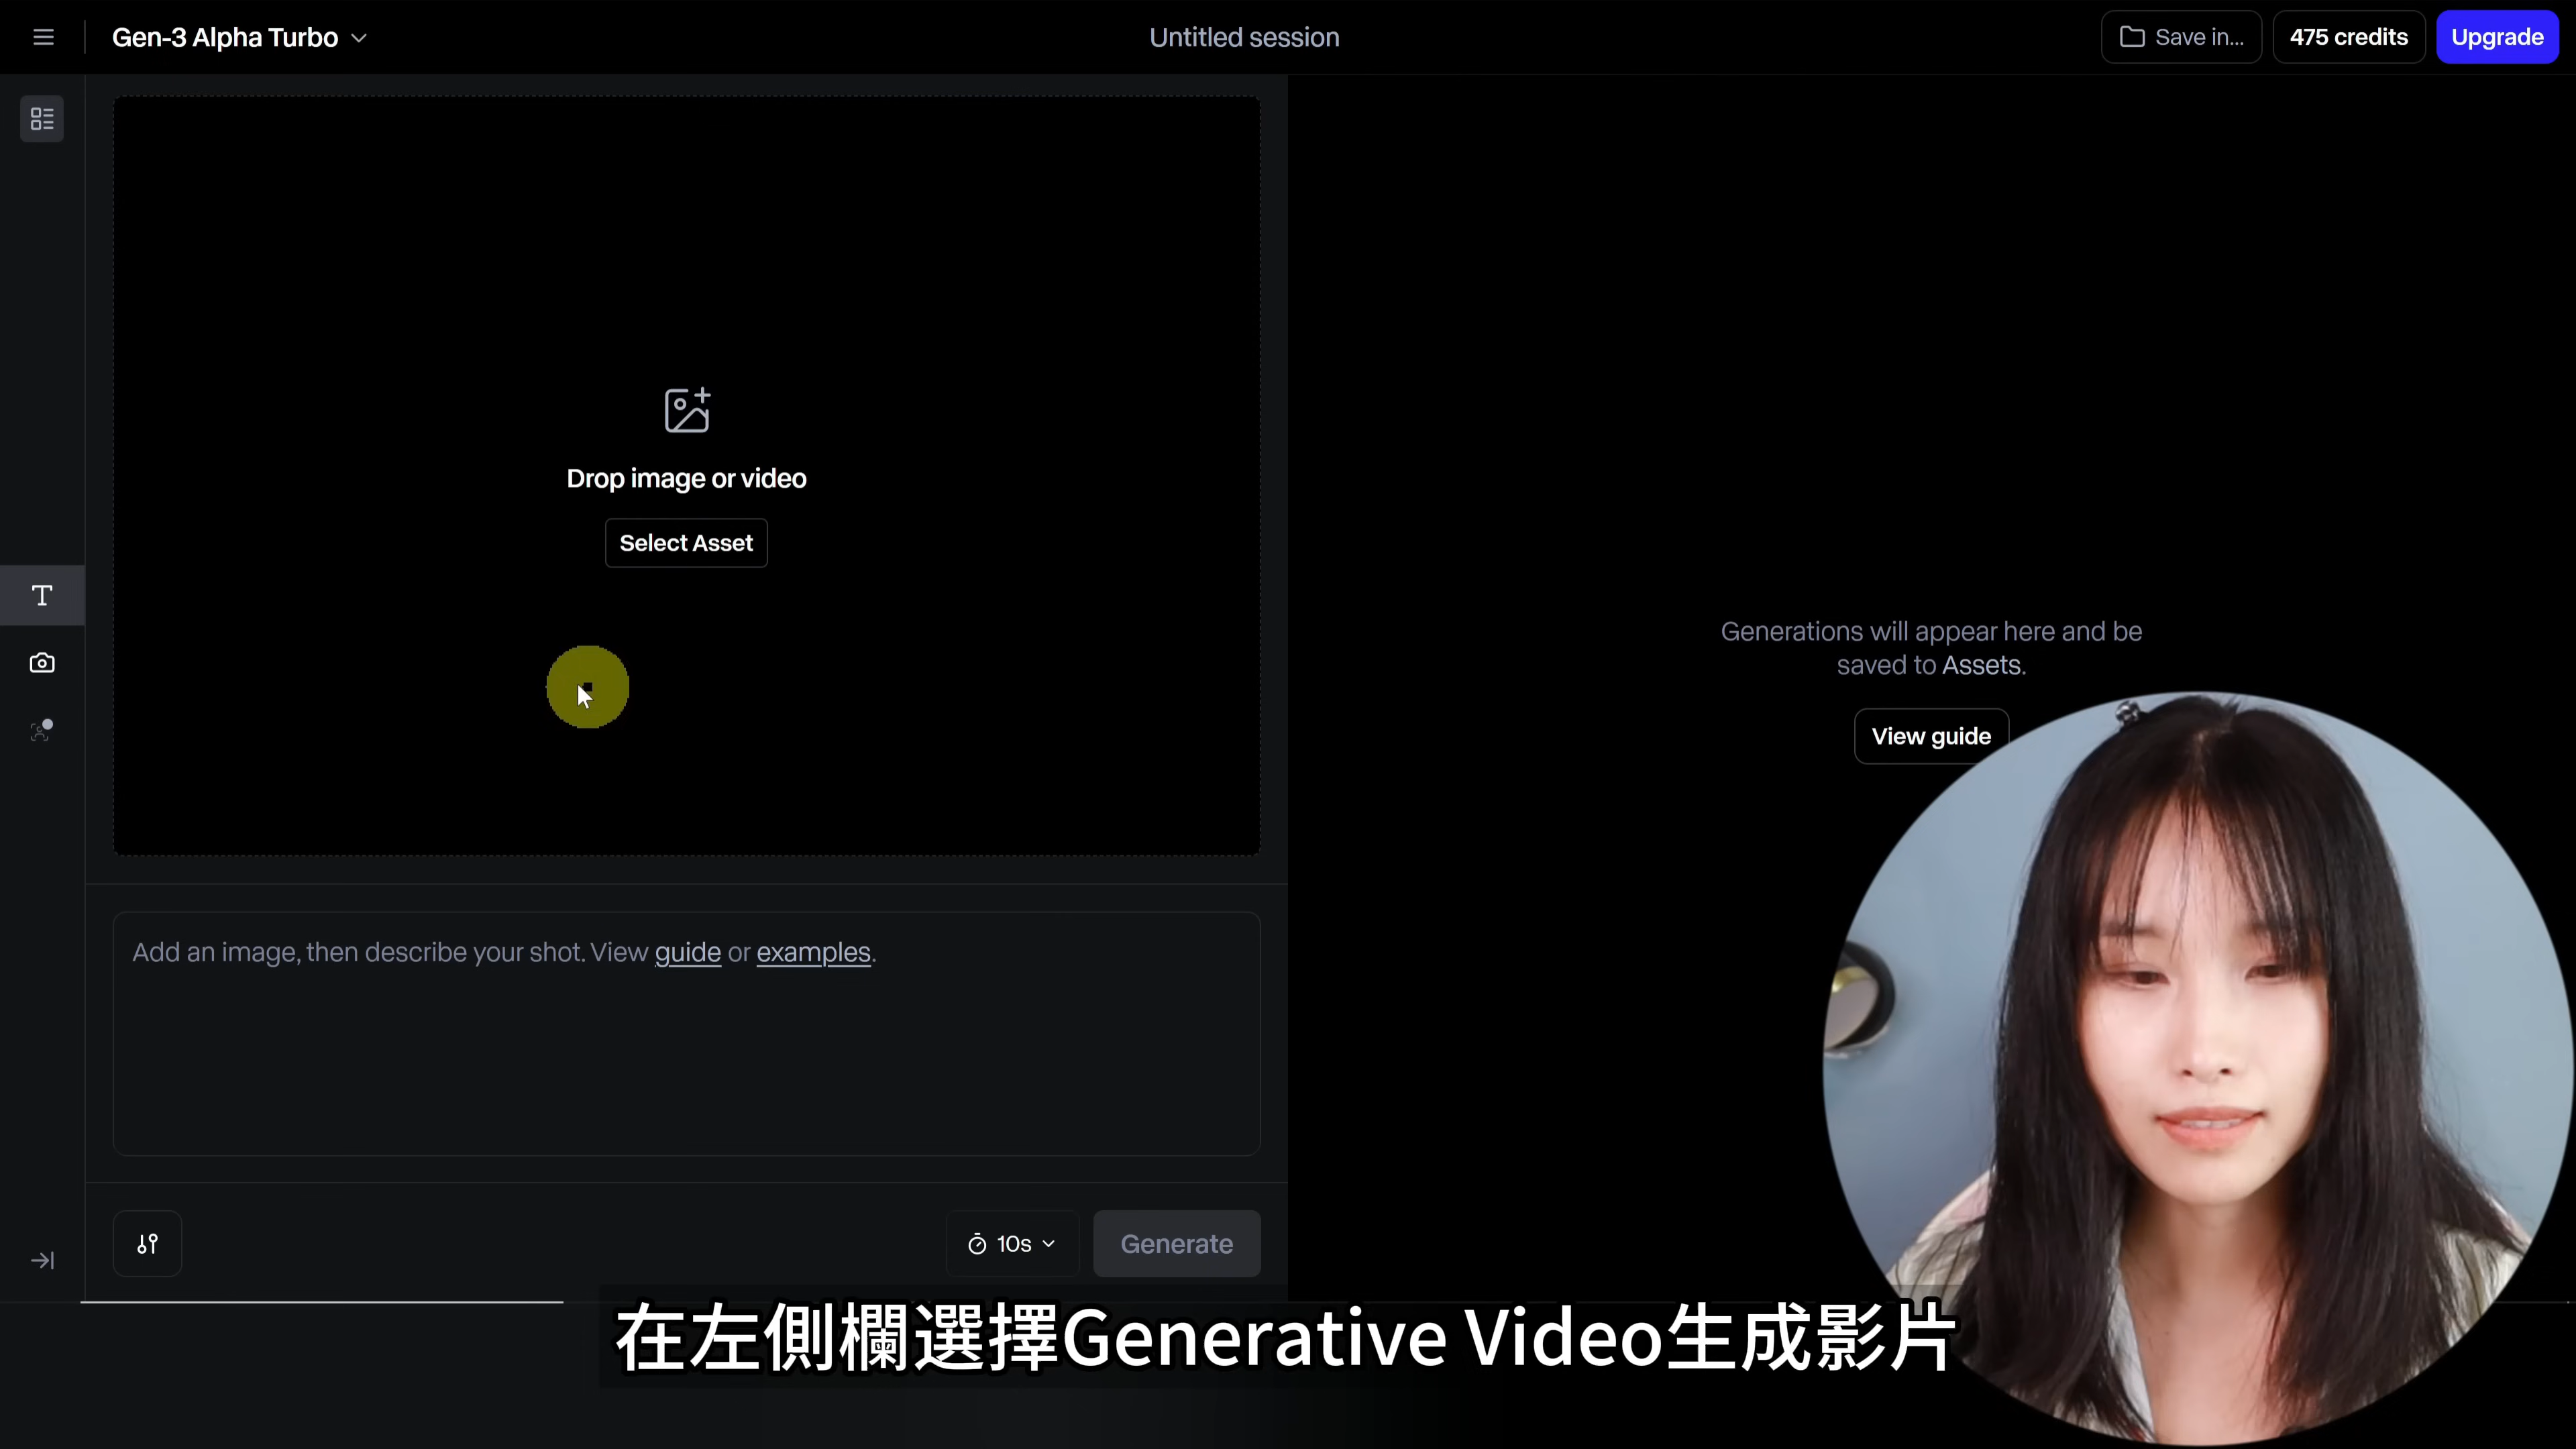 Gen-3 Alpha Turbo
Untitled session
Save in...
475 credits
Upgrade
Drop image or video
Select Asset
T
Generations will appear here and be
saved to Assets.
View guide
Add an image, then describe your shot. View guide or examples.
10s
Generate
在左側欄選擇Generative Video生成影片